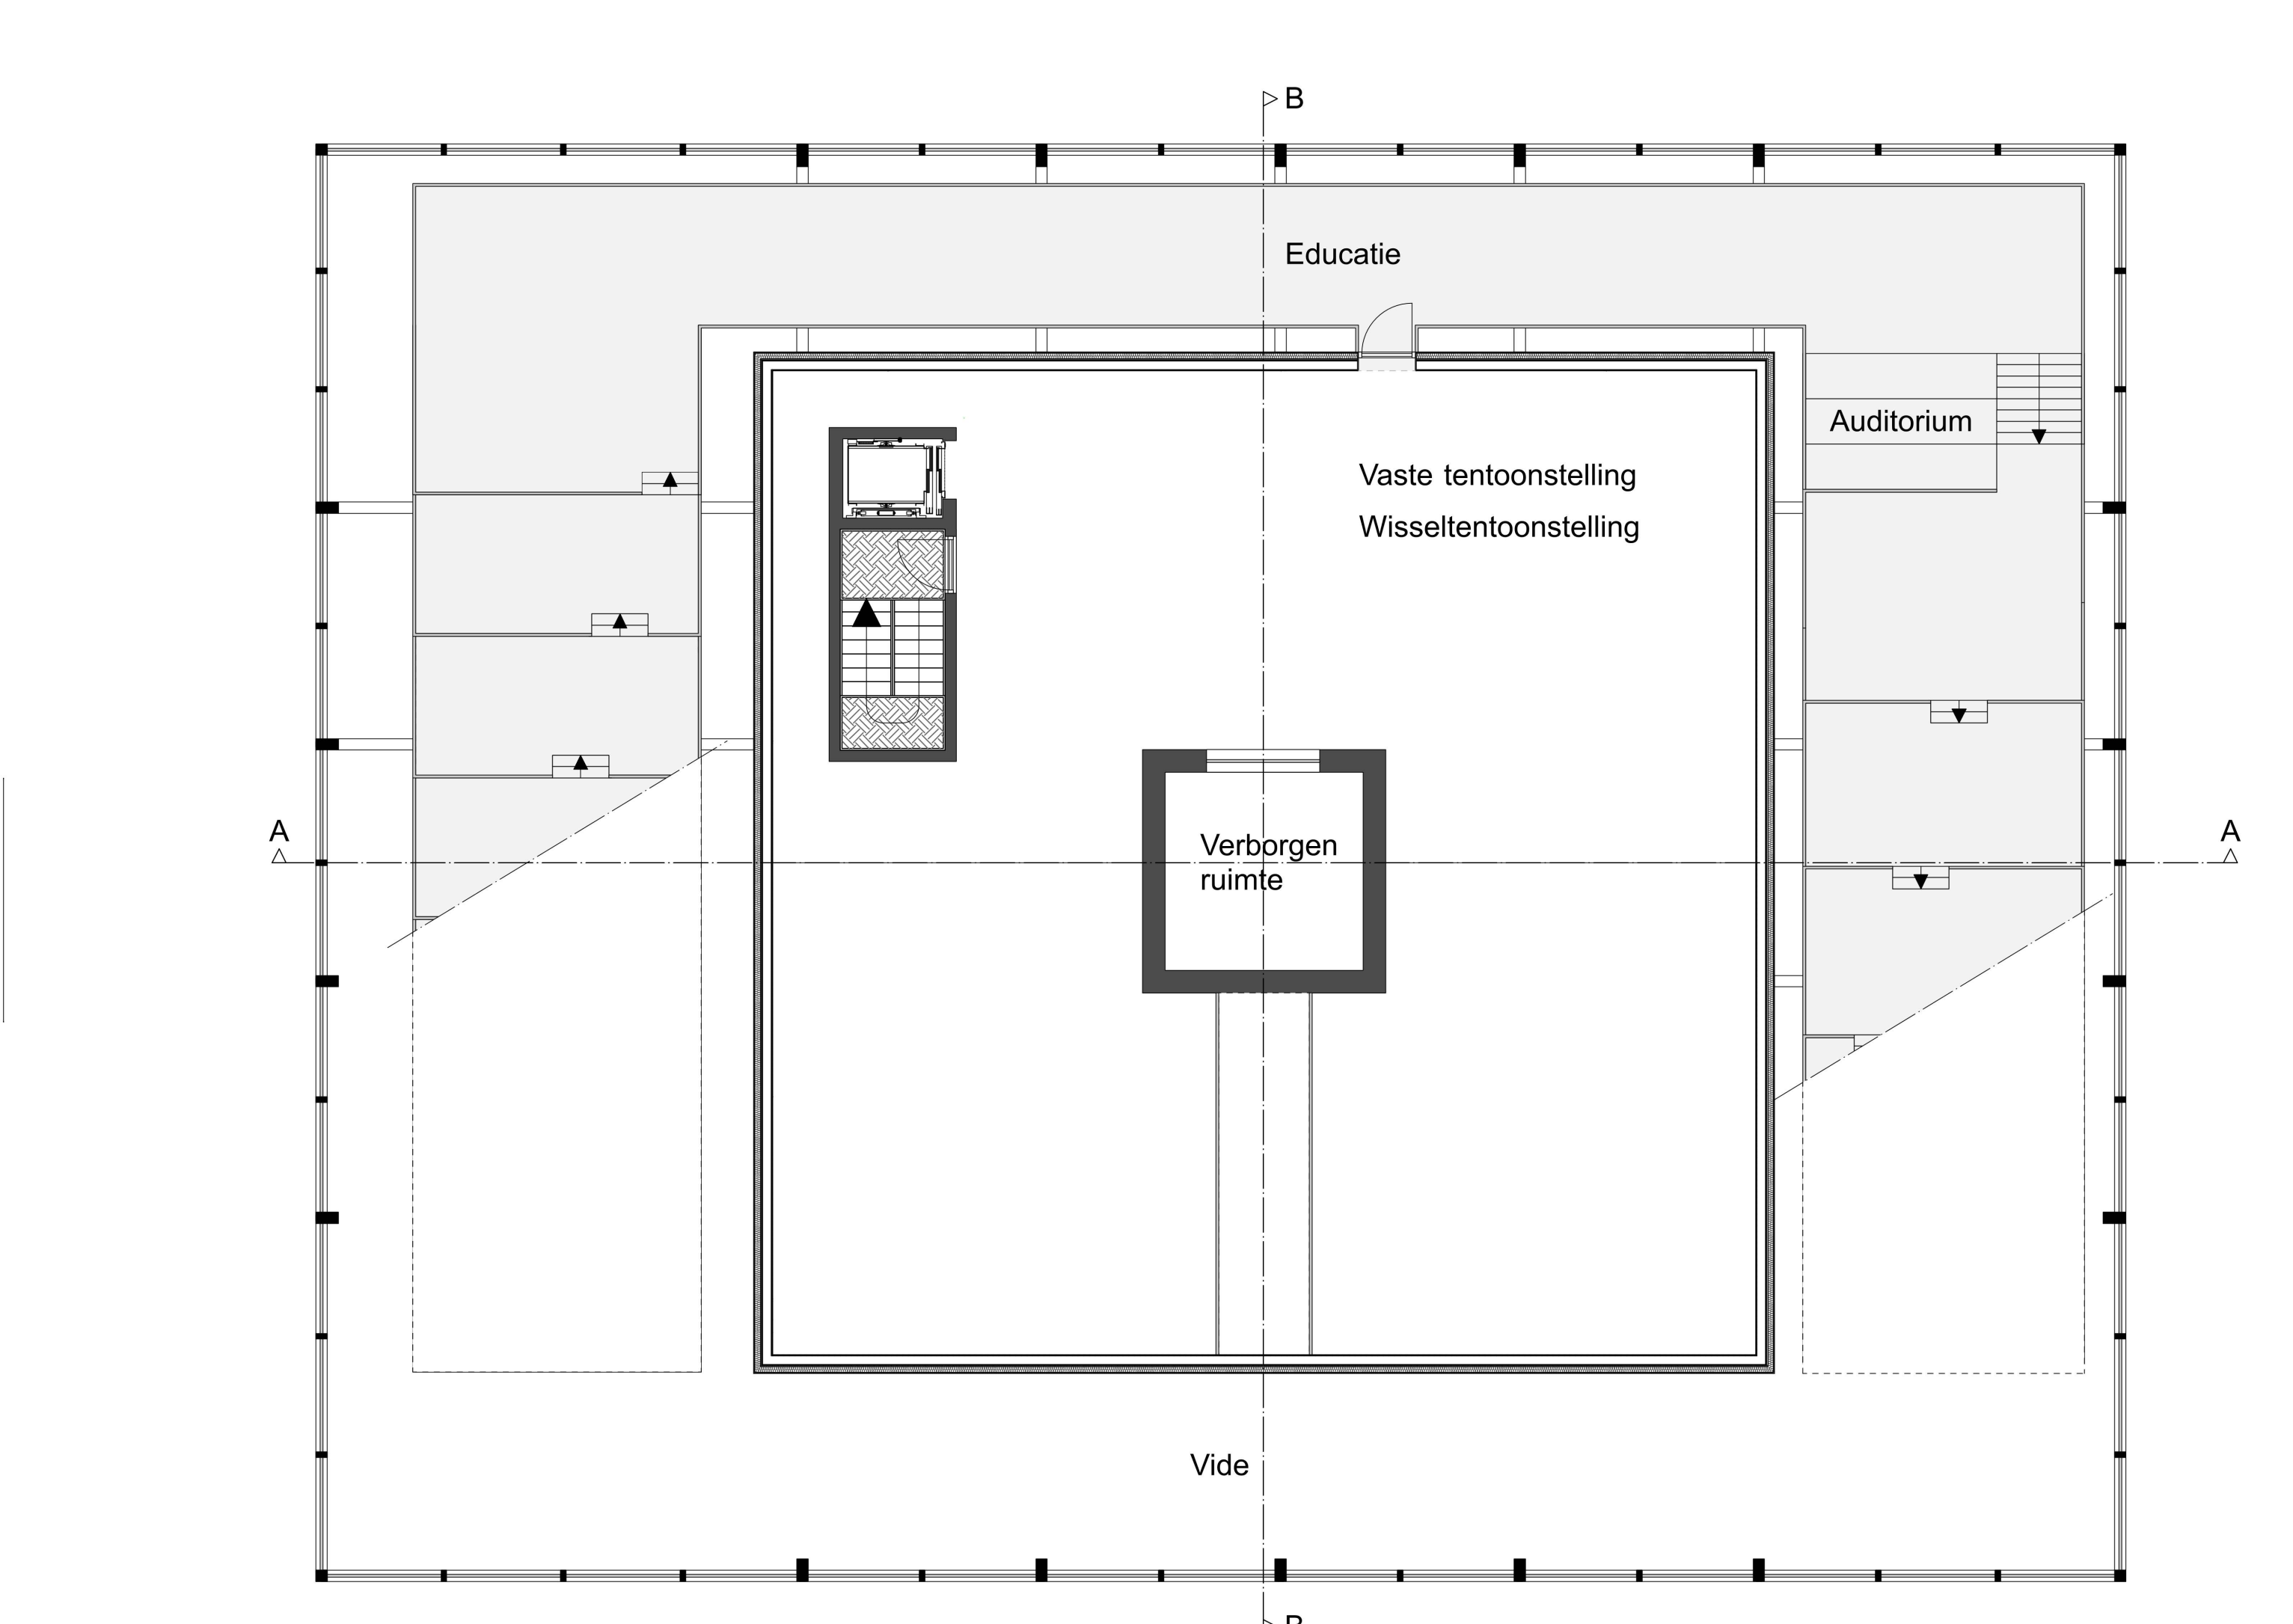 B
Educatie
Auditorium
Vaste tentoonstelling
Wisseltentoonstelling
A
A
Verborgen
ruimte
Vide
B